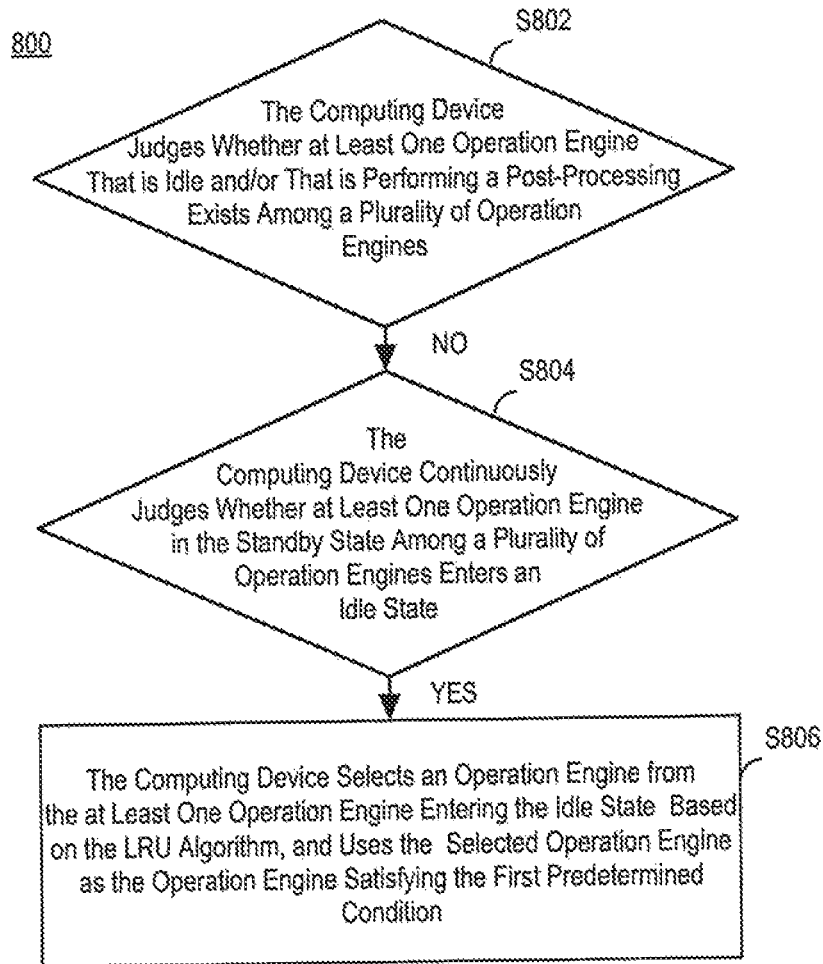 800
S802
The Computing Device
Judges Whether at Least One Operation Engine
That is Idle and/or That is Performing a Post-Processing
Exists Among a Plurality of Operation
Engines
NO
S804
The
Computing Device Continuously
Judges Whether at Least One Operation Engine
in the Standby State Among a Plurality of
Operation Engines Enters an
Idle State
YES
S806
The Computing Device Selects an Operation Engine from
the at Least One Operation Engine Entering the Idle State Based
on the LRU Algorithm, and Uses the Selected Operation Engine
as the Operation Engine Satisfying the First Predetermined
Condition